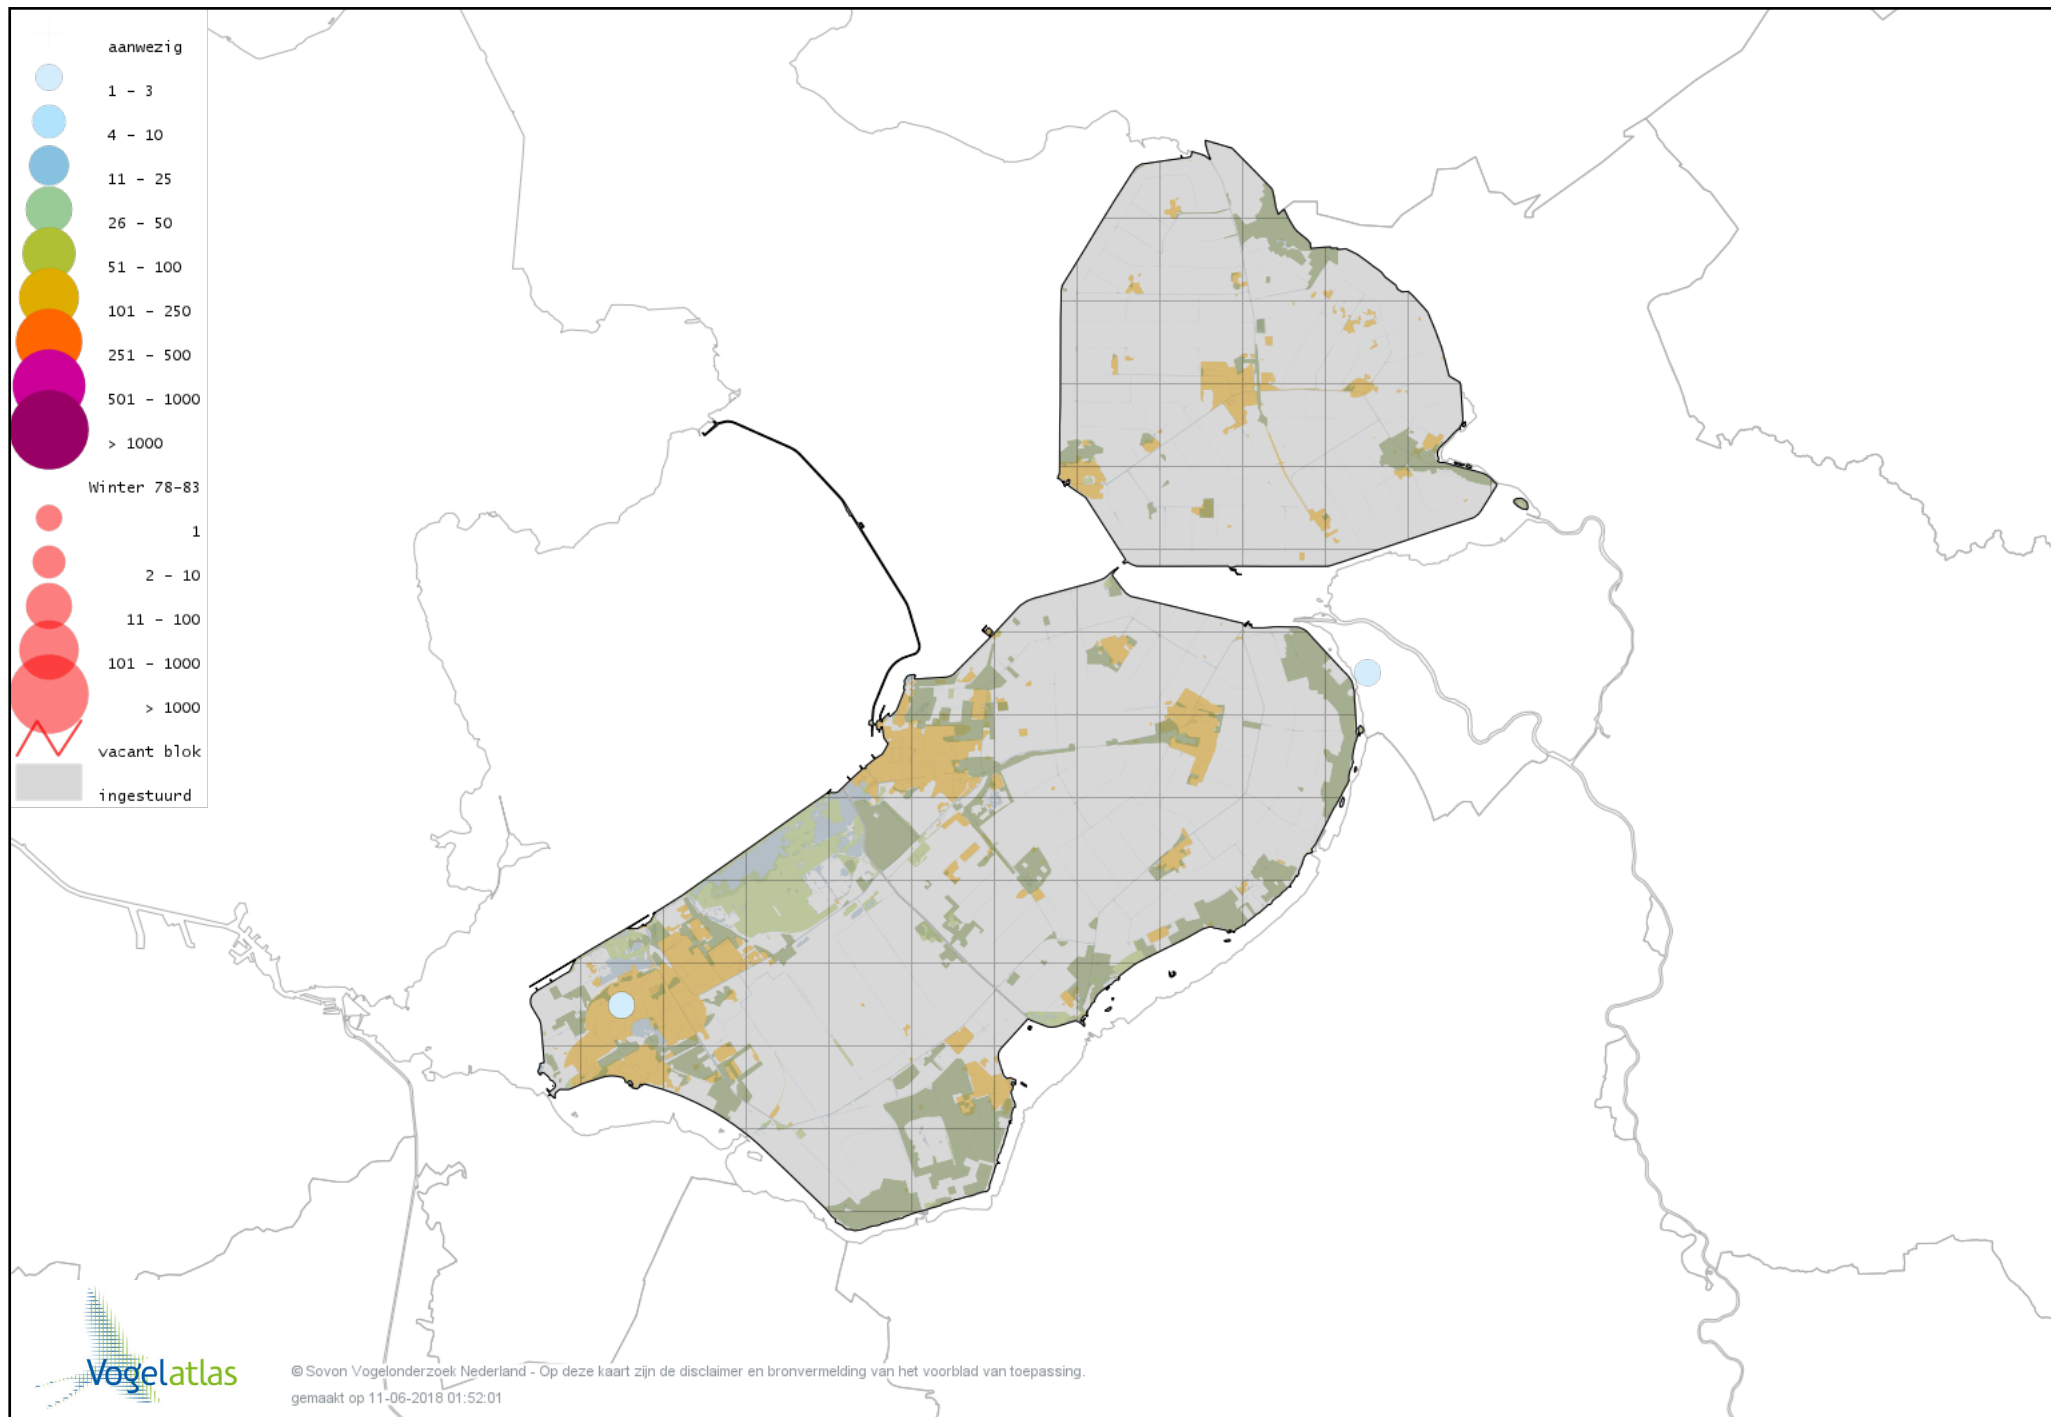 aanwezig
1 – 3
4 – 10
11 – 25
26 – 50
51 – 100
101 – 250
251 – 500
501 – 1000
> 1000
Winter 78–83
1
2 – 10
11 – 100
101 – 1000
> 1000
vacant blok
ingestuurd
Vogelatlas
© Sovon Vogelonderzoek Nederland - Op deze kaart zijn de disclaimer en bronvermelding van het voorblad van toepassing.
gemaakt op 11-06-2018 01:52:01